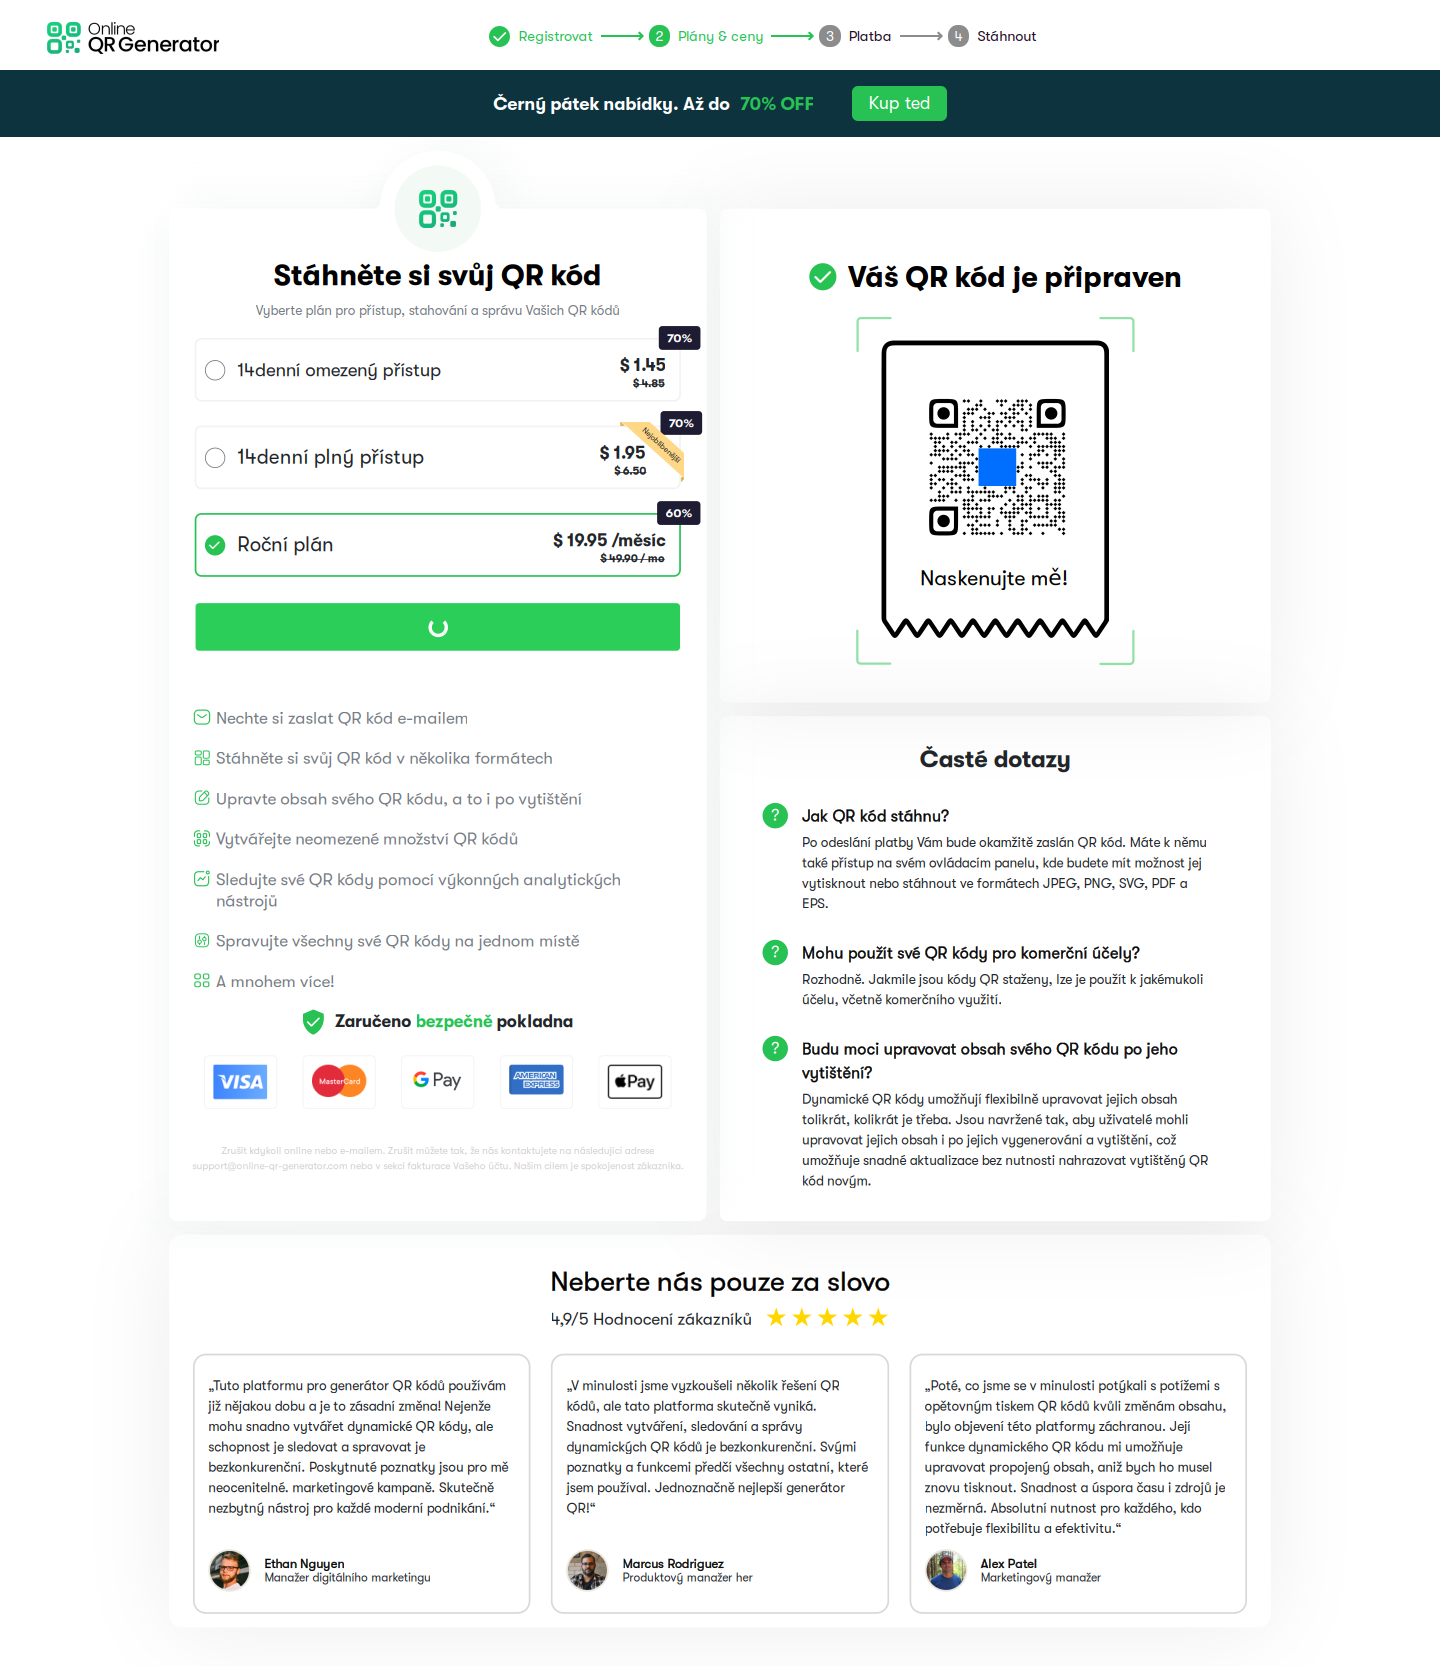 Online
QR Generator
Registrovat
2 Plány & ceny
3 Platba
4 Stáhnout
Černý pátek nabídky. Až do 70% OFF
Kup ted
Stáhněte si svůj QR kód
Vyberte plán pro přístup, stahování a správu Vašich QR kódů
70%
14denní omezený přístup
$ 1.45
$ 4.85
70%
Nejoblíbenější
14denní plný přístup
$ 1.95
$ 6.50
60%
Roční plán
$ 19.95 /měsíc
$ 49.90 / mo
Nechte si zaslat QR kód e-mailem
Stáhněte si svůj QR kód v několika formátech
Upravte obsah svého QR kódu, a to i po vytištění
Vytvářejte neomezené množství QR kódů
Sledujte své QR kódy pomocí výkonných analytických
nástrojů
Spravujte všechny své QR kódy na jednom místě
A mnohem více!
Zaručeno bezpečně pokladna
VISA
MasterCard
G Pay
AMERICAN
EXPRESS
Pay
Zrušit kdykoli online nebo e-mailem. Zrušit můžete tak, že nás kontaktujete na následující adrese
support@online-qr-generator.com nebo v sekci fakturace Vašeho účtu. Naším cílem je spokojenost zákazníka.
Váš QR kód je připraven
Naskenujte mě!
Časté dotazy
? Jak QR kód stáhnu?
Po odeslání platby Vám bude okamžitě zaslán QR kód. Máte k němu
také přístup na svém ovládacím panelu, kde budete mít možnost jej
vytisknout nebo stáhnout ve formátech JPEG, PNG, SVG, PDF a
EPS.
? Mohu použít své QR kódy pro komerční účely?
Rozhodně. Jakmile jsou kódy QR staženy, lze je použít k jakémukoli
účelu, včetně komerčního využití.
? Budu moci upravovat obsah svého QR kódu po jeho
vytištění?
Dynamické QR kódy umožňují flexibilně upravovat jejich obsah
tolikrát, kolikrát je třeba. Jsou navržené tak, aby uživatelé mohli
upravovat jejich obsah i po jejich vygenerování a vytištění, což
umožňuje snadné aktualizace bez nutnosti nahrazovat vytištěný QR
kód novým.
Neberte nás pouze za slovo
4,9/5 Hodnocení zákazníků
„Tuto platformu pro generátor QR kódů používám
již nějakou dobu a je to zásadní změna! Nejenže
mohu snadno vytvářet dynamické QR kódy, ale
schopnost je sledovat a spravovat je
bezkonkurenční. Poskytnuté poznatky jsou pro mě
neocenitelné. marketingové kampaně. Skutečně
nezbytný nástroj pro každé moderní podnikání.“
Ethan Nguyen
Manažer digitálního marketingu
„V minulosti jsme vyzkoušeli několik řešení QR
kódů, ale tato platforma skutečně vyniká.
Snadnost vytváření, sledování a správy
dynamických QR kódů je bezkonkurenční. Svými
poznatky a funkcemi předčí všechny ostatní, které
jsem používal. Jednoznačně nejlepší generátor
QR!“
Marcus Rodriguez
Produktový manažer her
„Poté, co jsme se v minulosti potýkali s potížemi s
opětovným tiskem QR kódů kvůli změnám obsahu,
bylo objevení této platformy záchranou. Její
funkce dynamického QR kódu mi umožňuje
upravovat propojený obsah, aniž bych ho musel
znovu tisknout. Snadnost a úspora času i zdrojů je
nezměrná. Absolutní nutnost pro každého, kdo
potřebuje flexibilitu a efektivitu.“
Alex Patel
Marketingový manažer